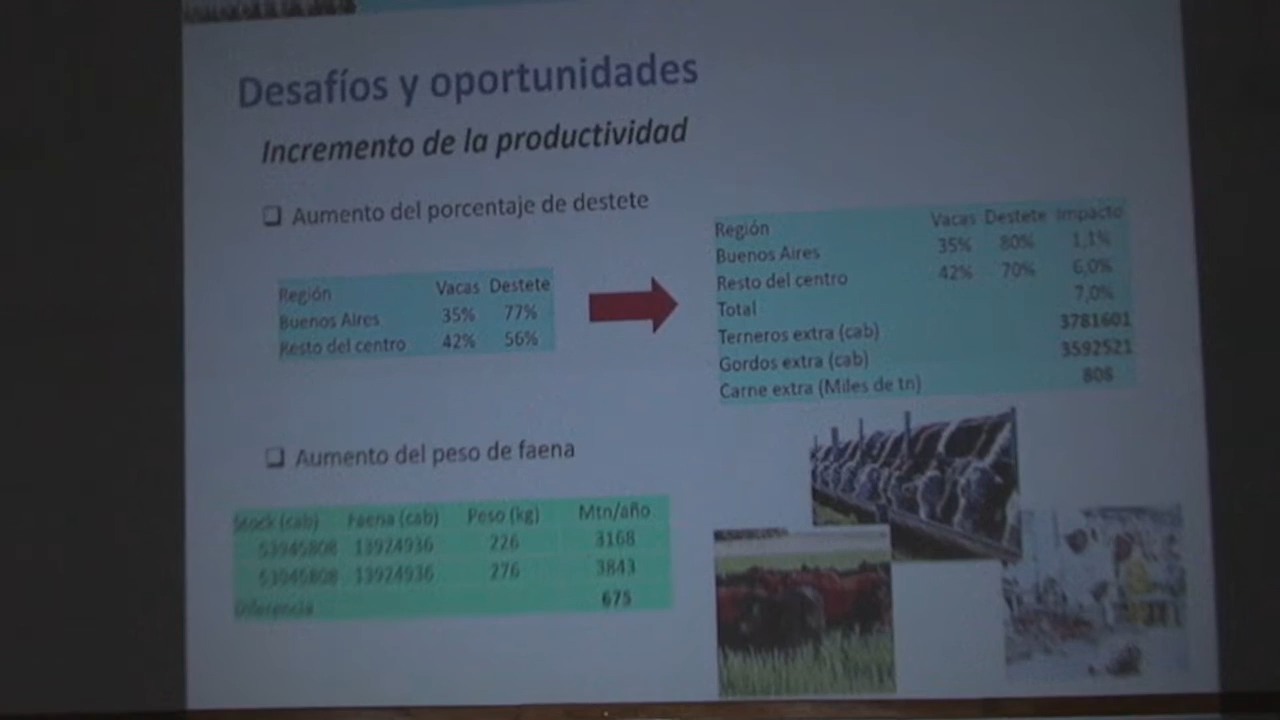 Desafíos y oportunidades
Incremento de la productividad
❑ Aumento del porcentaje de destete
Región Vacas Destete
Buenos Aires 35% 77%
Resto del centro 42% 56%
Región Vacas Destete Impacto
Buenos Aires 35% 80% 1,1%
Resto del centro 42% 70% 6,0%
Total 7,0%
Terneros extra (cab) 3781601
Gordos extra (cab) 3592521
Carne extra (Miles de tn) 806
❑ Aumento del peso de faena
Stock (cab) Faena (cab) Peso (kg) Mtn/año
53945808 13924936 226 3168
53945808 13924936 276 3843
Diferencia 675